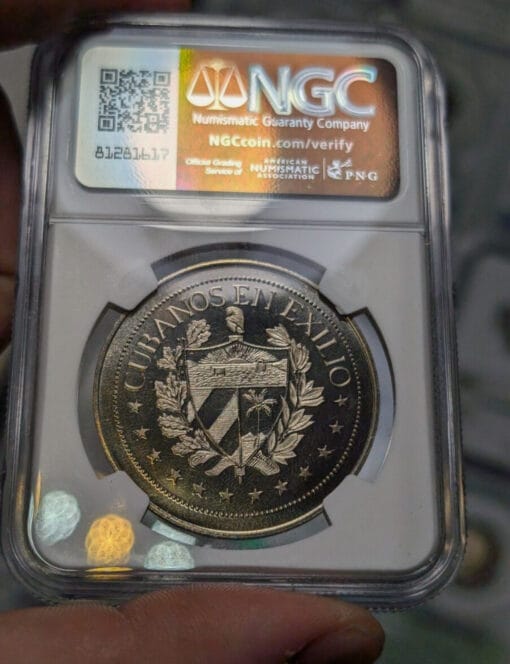 NGC
Numismatic Guaranty Company
NGCcoin.com/verify
81281617
Official Grading
Service of
AMERICAN
NUMISMATIC
ASSOCIATION
PNG
CUBANOS EN EXILIO